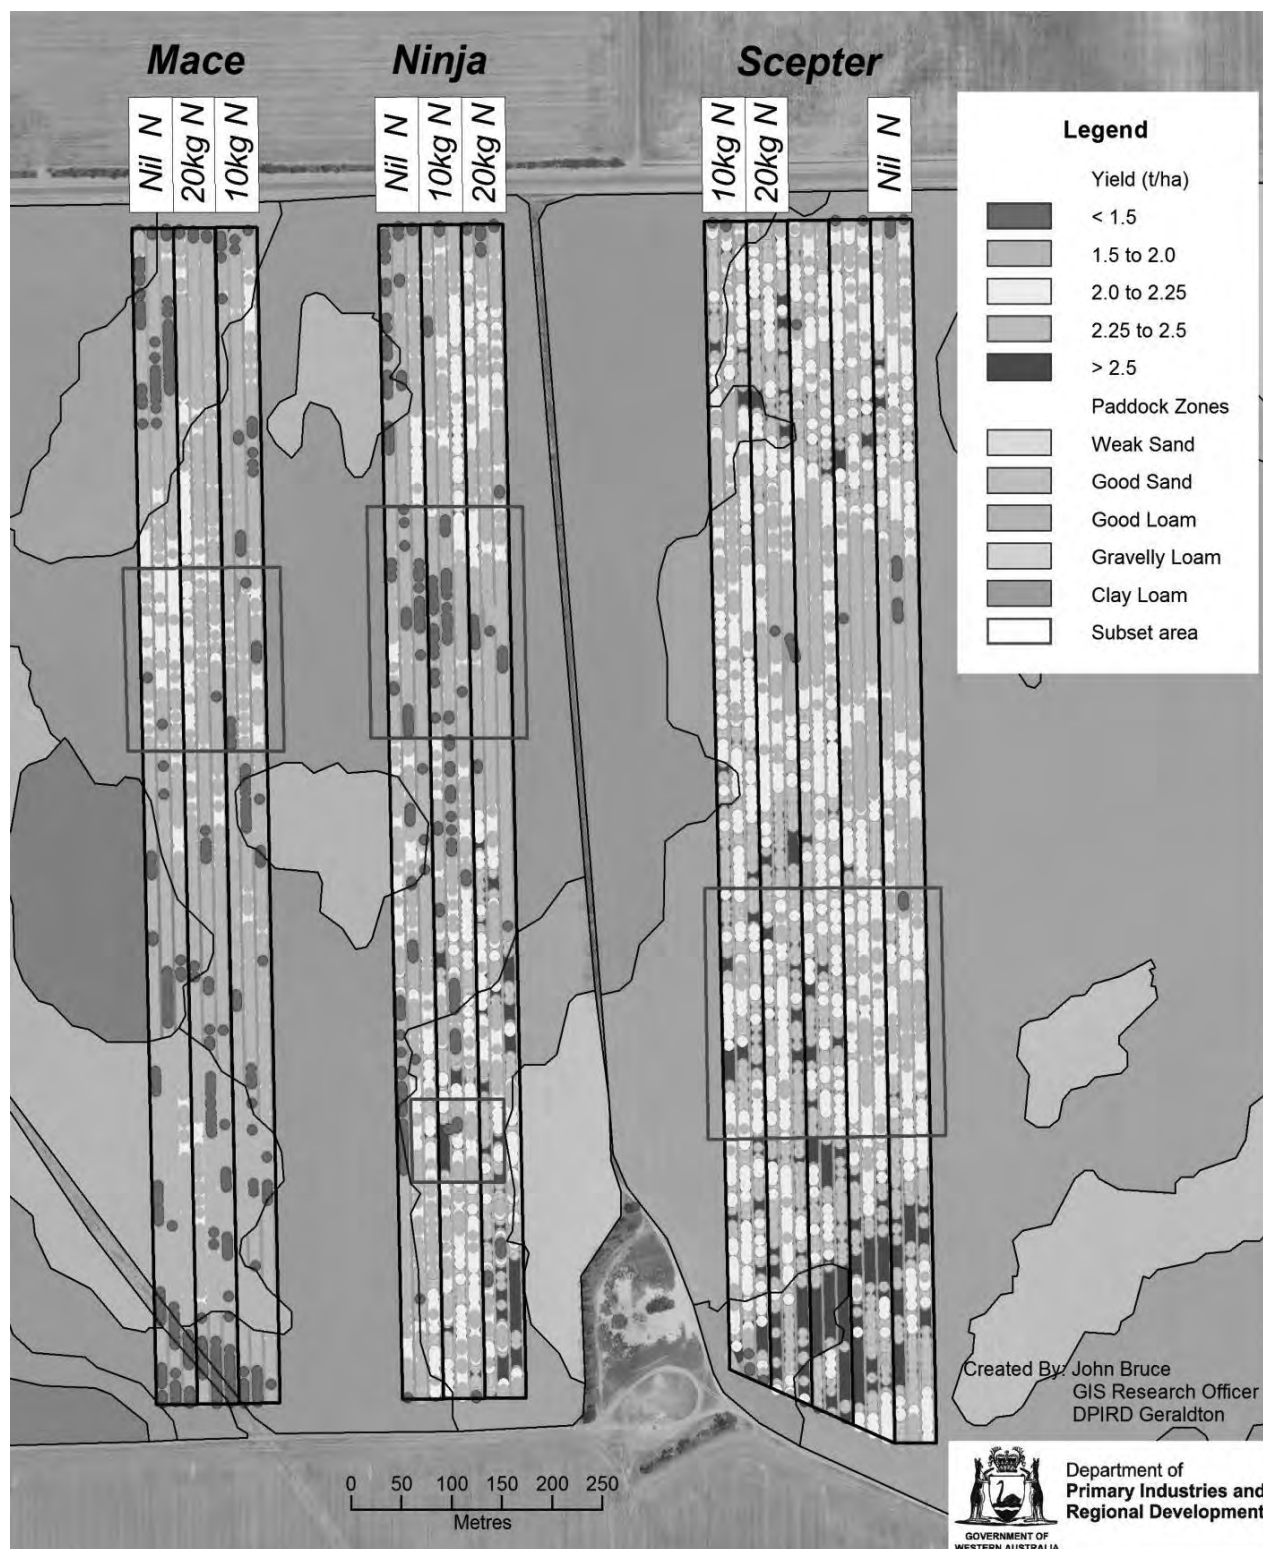 Mace
Ninja
Scepter
Nil N
20kg N
10kg N
Nil N
10kg N
20kg N
10kg N
20kg N
Nil N
Legend
Yield (t/ha)
< 1.5
1.5 to 2.0
2.0 to 2.25
2.25 to 2.5
> 2.5
Paddock Zones
Weak Sand
Good Sand
Good Loam
Gravelly Loam
Clay Loam
Subset area
Created By: John Bruce
GIS Research Officer
DPIRD Geraldton
0 50 100 150 200 250
Metres
Department of
Primary Industries and
Regional Development
GOVERNMENT OF
WESTERN AUSTRALIA